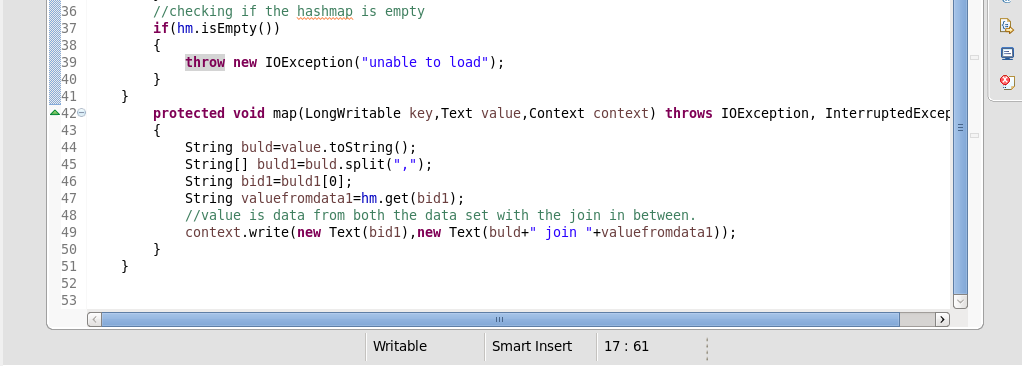 36 //checking if the hashmap is empty
37 if(hm.isEmpty())
38 {
39 throw new IOException("unable to load");
40 }
41 }
42 protected void map(LongWritable key,Text value,Context context) throws IOException, InterruptedExcep
43 {
44 String buld=value.toString();
45 String[] buld1=buld.split(",");
46 String bid1=buld1[0];
47 String valuefromdata1=hm.get(bid1);
48 //value is data from both the data set with the join in between.
49 context.write(new Text(bid1),new Text(buld+" join "+valuefromdata1));
50 }
51 }
52
53
Writable Smart Insert 17 : 61